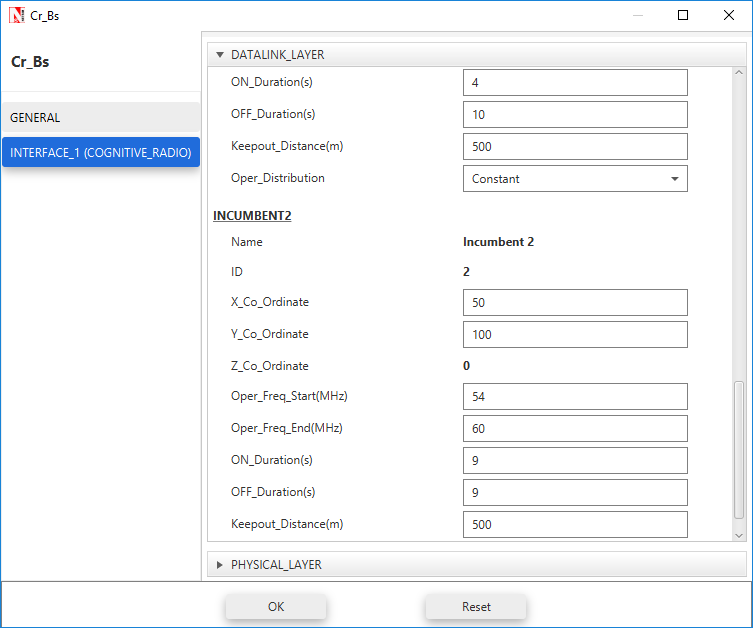 Cr_Bs
Cr_Bs
GENERAL
INTERFACE_1 (COGNITIVE_RADIO)
DATALINK_LAYER
ON_Duration(s) 4
OFF_Duration(s) 10
Keepout_Distance(m) 500
Oper_Distribution Constant
INCUMBENT2
Name Incumbent 2
ID 2
X_Co_Ordinate 50
Y_Co_Ordinate 100
Z_Co_Ordinate 0
Oper_Freq_Start(MHz) 54
Oper_Freq_End(MHz) 60
ON_Duration(s) 9
OFF_Duration(s) 9
Keepout_Distance(m) 500
PHYSICAL_LAYER
OK Reset